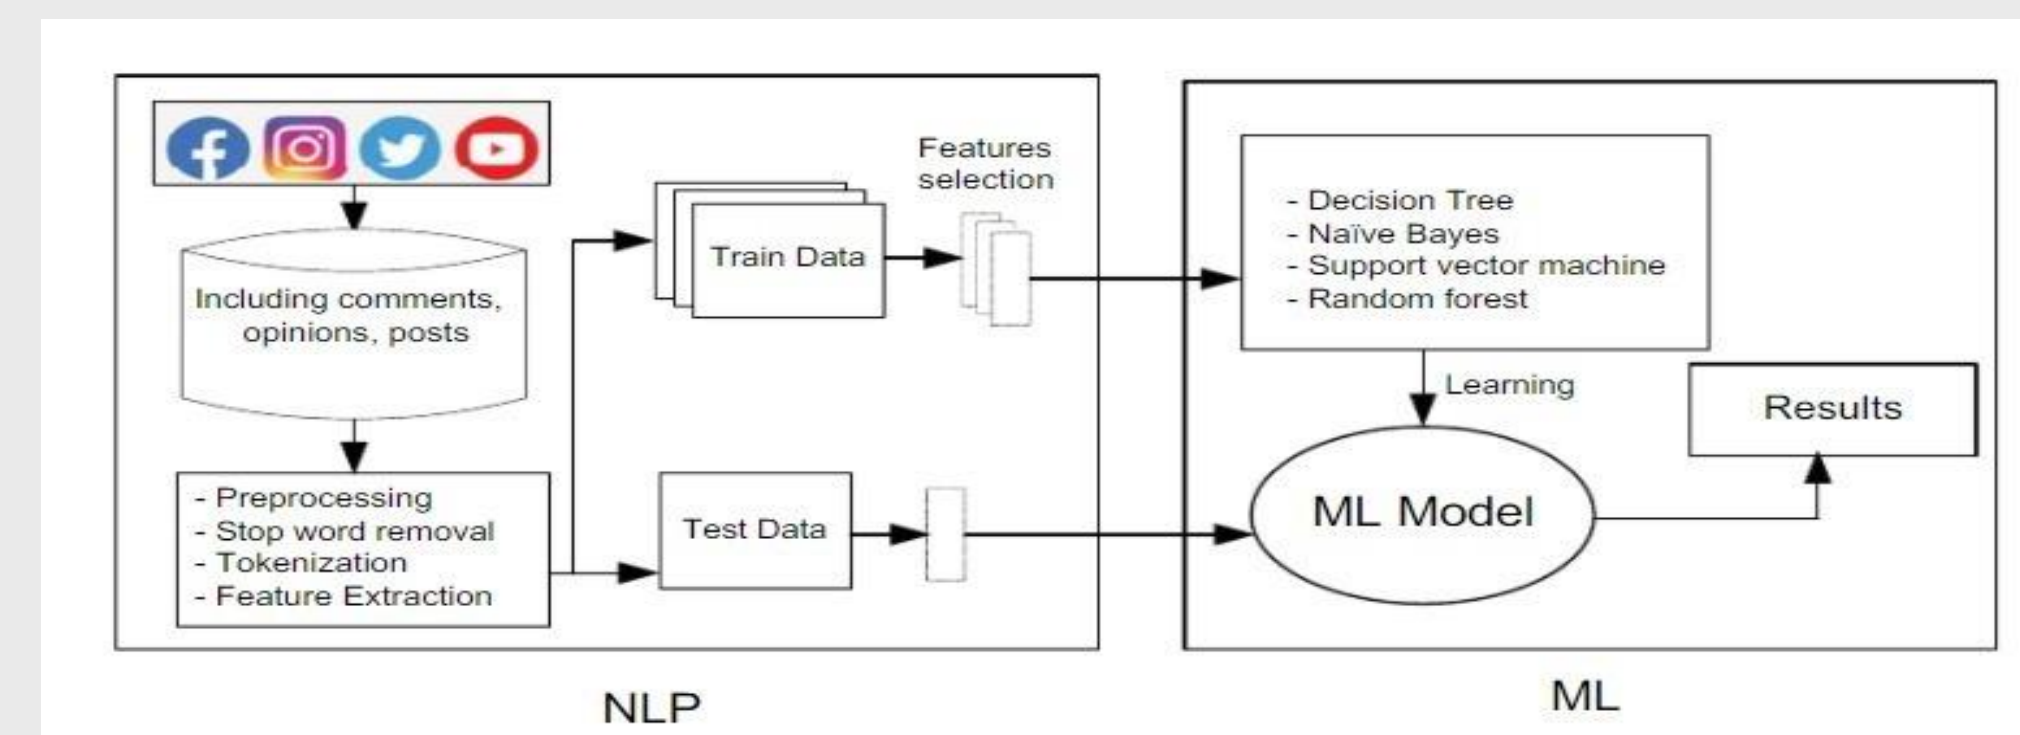 Including comments,
opinions, posts
- Preprocessing
- Stop word removal
- Tokenization
- Feature Extraction
Train Data
Features
selection
Test Data
NLP
- Decision Tree
- Naïve Bayes
- Support vector machine
- Random forest
Learning
ML Model
Results
ML